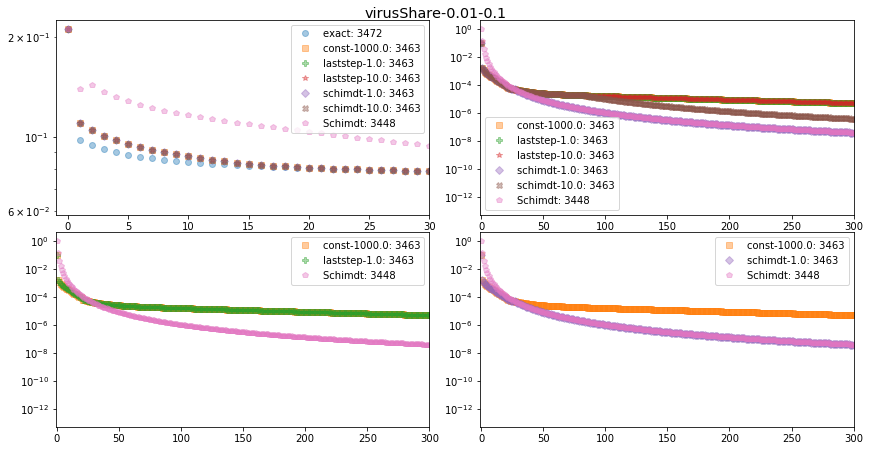 virusShare-0.01-0.1
2 × 10⁻¹
10⁻¹
6 × 10⁻²
exact: 3472
const-1000.0: 3463
laststep-1.0: 3463
laststep-10.0: 3463
schimdt-1.0: 3463
schimdt-10.0: 3463
Schimdt: 3448
0 5 10 15 20 25 30
10⁰
10⁻²
10⁻⁴
10⁻⁶
10⁻⁸
10⁻¹⁰
10⁻¹²
const-1000.0: 3463
laststep-1.0: 3463
laststep-10.0: 3463
schimdt-1.0: 3463
schimdt-10.0: 3463
Schimdt: 3448
0 50 100 150 200 250 300
10⁰
10⁻²
10⁻⁴
10⁻⁶
10⁻⁸
10⁻¹⁰
10⁻¹²
const-1000.0: 3463
laststep-1.0: 3463
Schimdt: 3448
0 50 100 150 200 250 300
10⁰
10⁻²
10⁻⁴
10⁻⁶
10⁻⁸
10⁻¹⁰
10⁻¹²
const-1000.0: 3463
schimdt-1.0: 3463
Schimdt: 3448
0 50 100 150 200 250 300